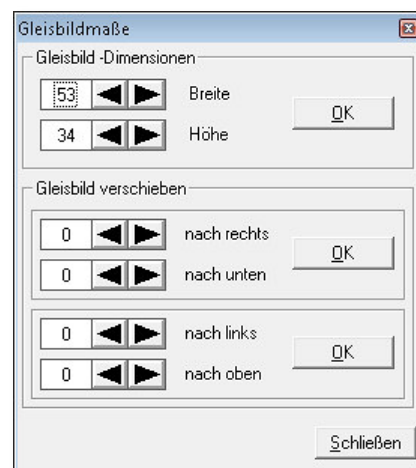 Gleisbildmaße
Gleisbild -Dimensionen
53 Breite
OK
34 Höhe
Gleisbild verschieben
0 nach rechts
OK
0 nach unten
0 nach links
OK
0 nach oben
Schließen